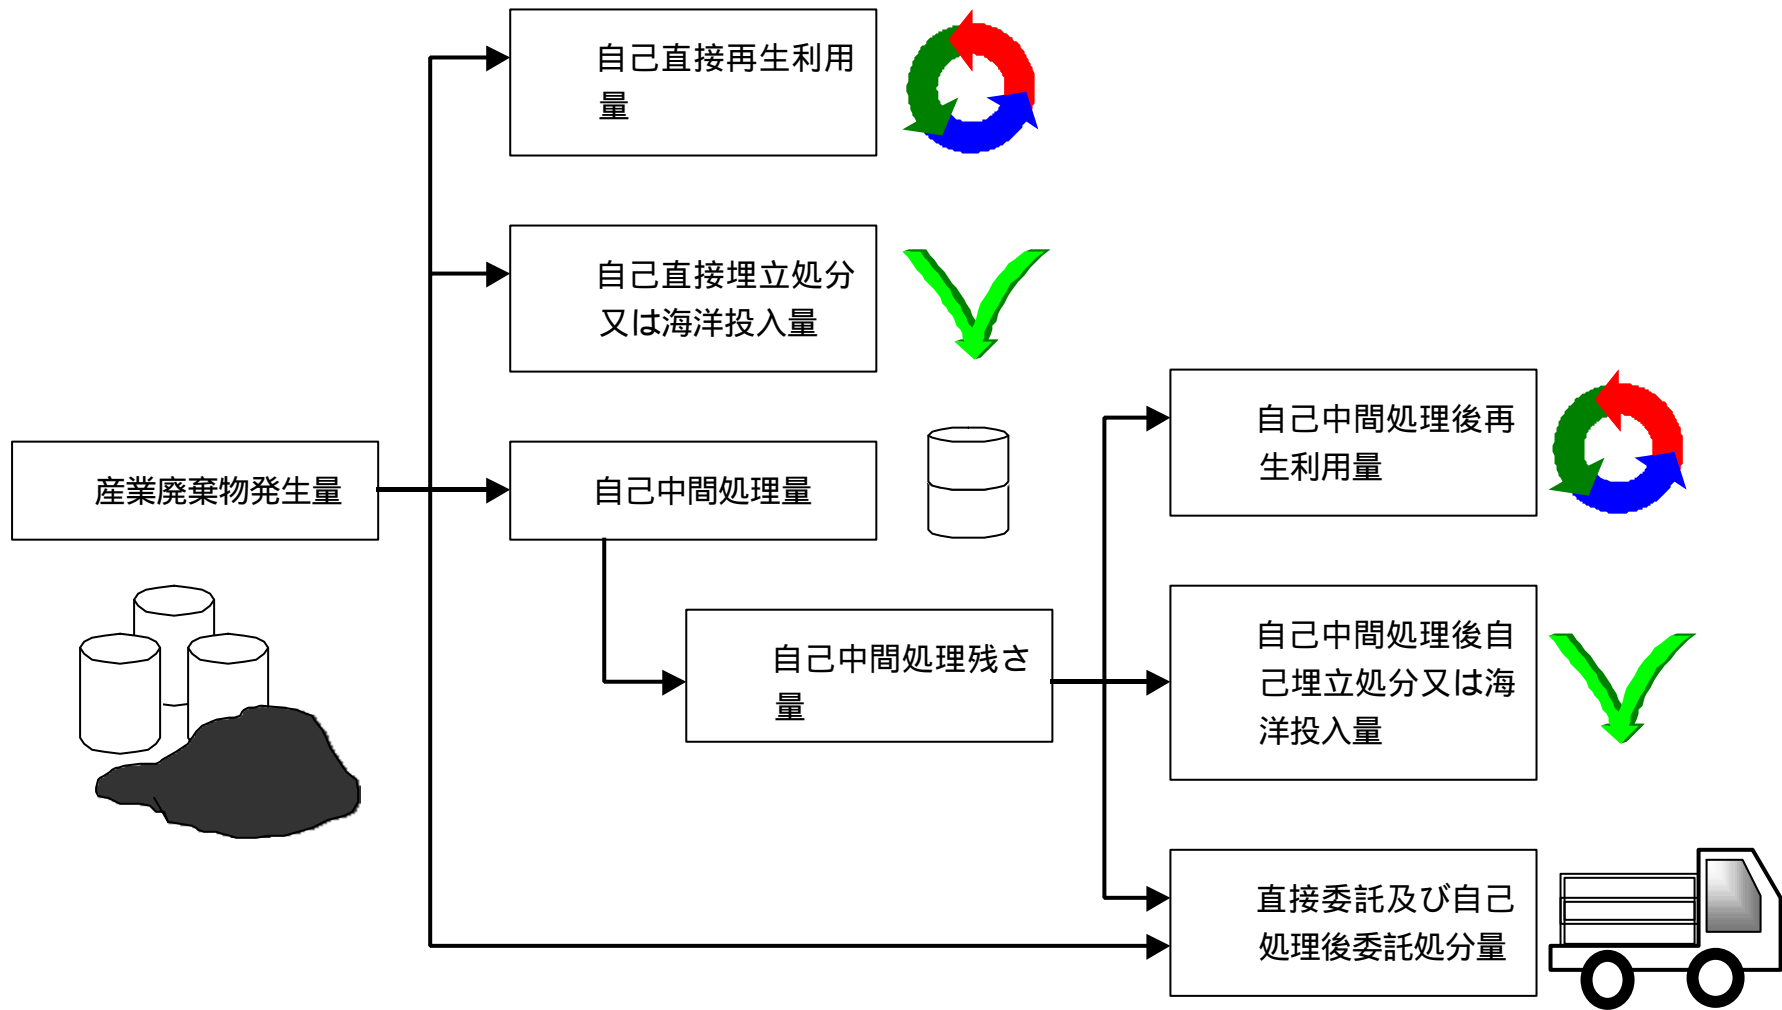 自己直接再生利用
量
自己直接埋立処分
又は海洋投入量
産業廃棄物発生量
自己中間処理量
自己中間処理残さ
量
自己中間処理後再
生利用量
自己中間処理後自
己埋立処分又は海
洋投入量
直接委託及び自己
処理後委託処分量